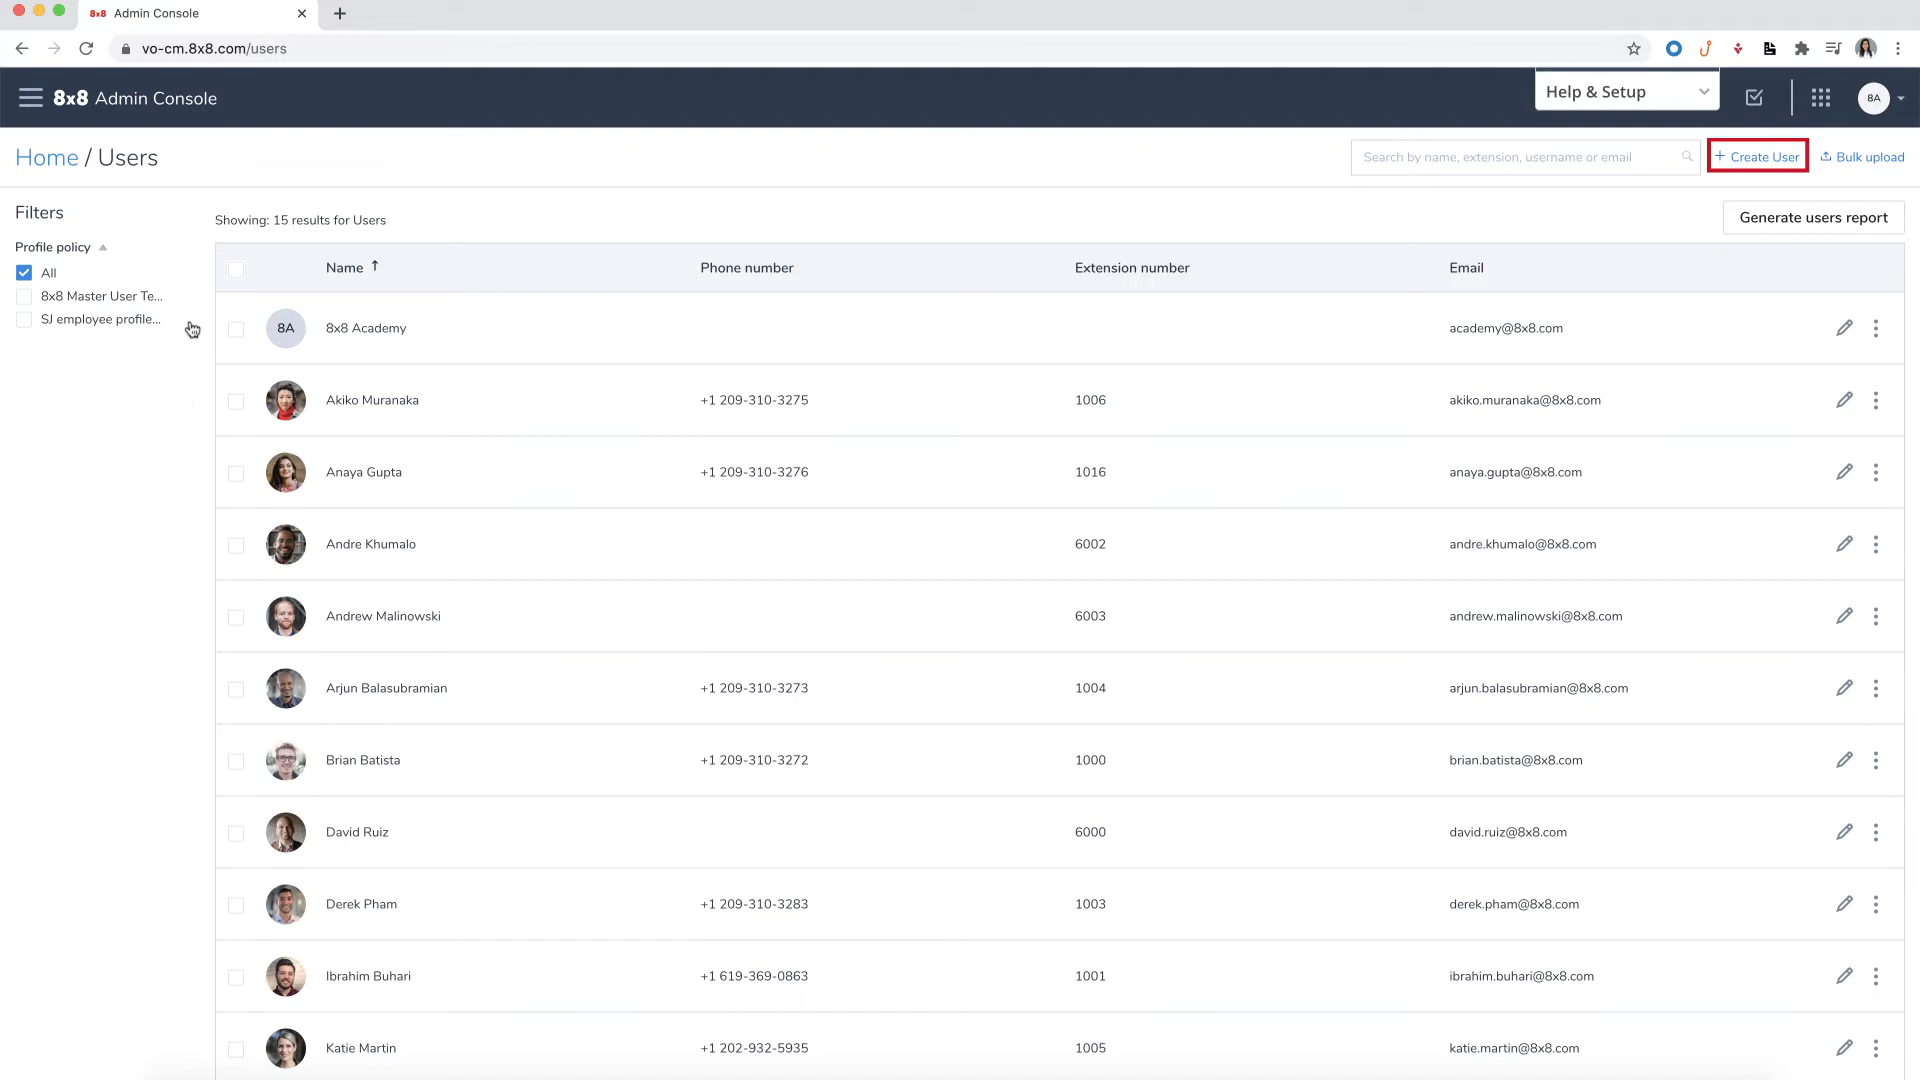 8x8 Admin Console
vo-cm.8x8.com/users
8x8 Admin Console
Help & Setup
8A
Home / Users
Search by name, extension, username or email
+ Create User
Bulk upload
Filters
Showing: 15 results for Users
Generate users report
Profile policy
All
8x8 Master User Te...
SJ employee profile...
Name ↑ Phone number Extension number Email
8A 8x8 Academy academy@8x8.com
Akiko Muranaka +1 209-310-3275 1006 akiko.muranaka@8x8.com
Anaya Gupta +1 209-310-3276 1016 anaya.gupta@8x8.com
Andre Khumalo 6002 andre.khumalo@8x8.com
Andrew Malinowski 6003 andrew.malinowski@8x8.com
Arjun Balasubramian +1 209-310-3273 1004 arjun.balasubramian@8x8.com
Brian Batista +1 209-310-3272 1000 brian.batista@8x8.com
David Ruiz 6000 david.ruiz@8x8.com
Derek Pham +1 209-310-3283 1003 derek.pham@8x8.com
Ibrahim Buhari +1 619-369-0863 1001 ibrahim.buhari@8x8.com
Katie Martin +1 202-932-5935 1005 katie.martin@8x8.com